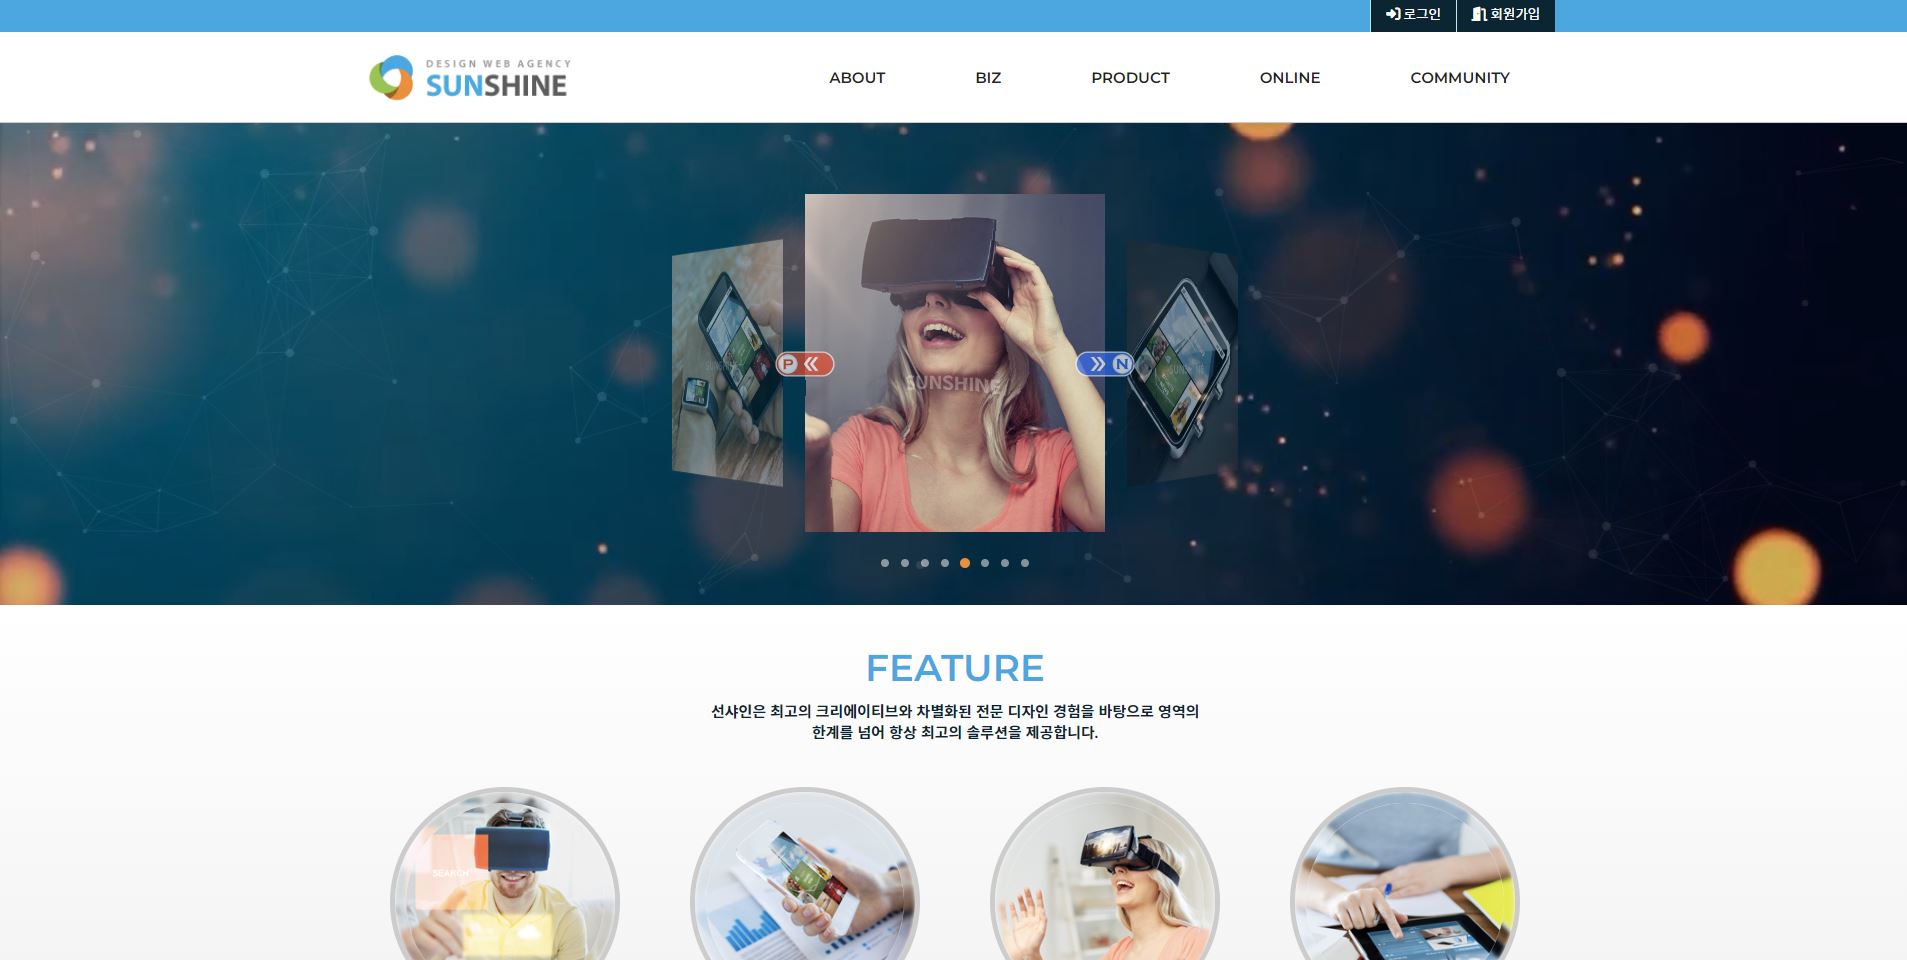 로그인
회원가입
DESIGN WEB AGENCY
SUNSHINE
ABOUT
BIZ
PRODUCT
ONLINE
COMMUNITY
SUNSHINE
P
N
FEATURE
선샤인은 최고의 크리에이티브와 차별화된 전문 디자인 경험을 바탕으로 영역의
한계를 넘어 항상 최고의 솔루션을 제공합니다.
SEARCH